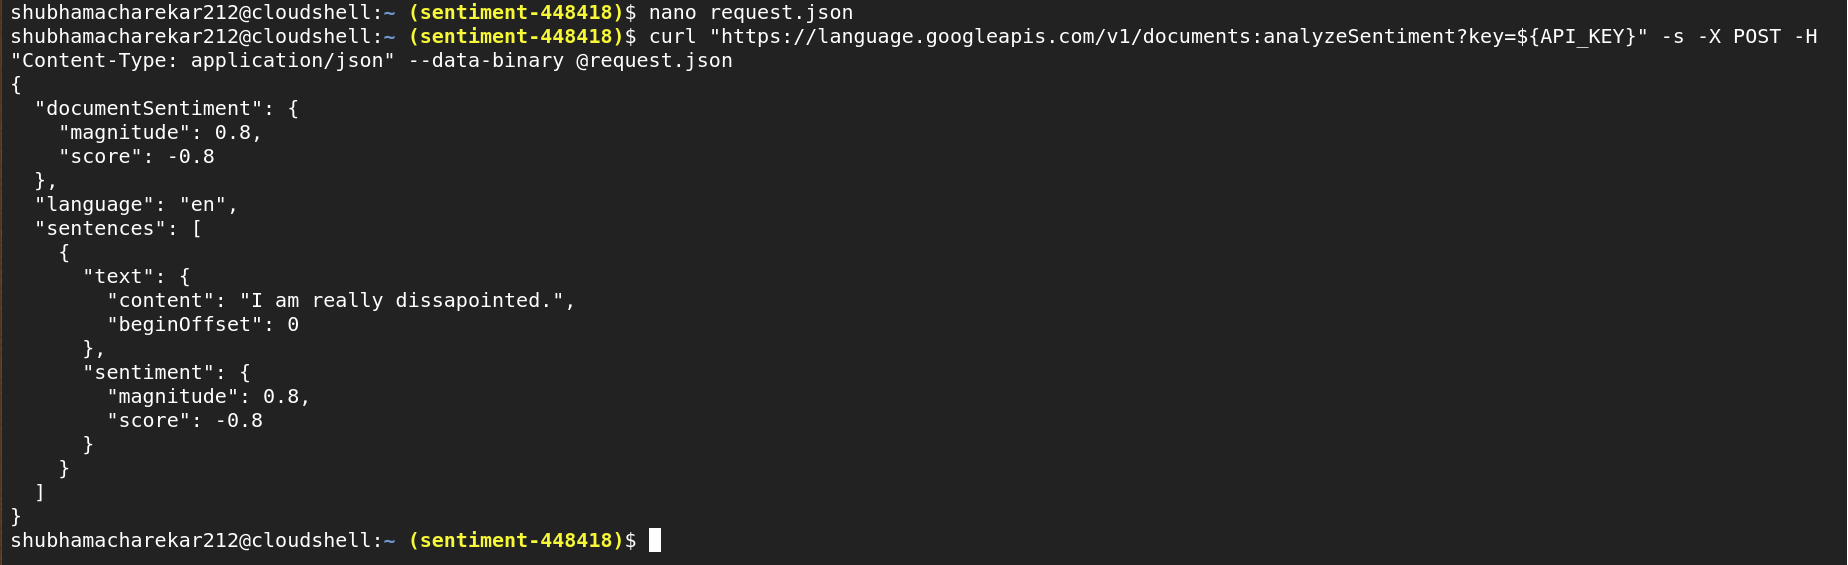 shubhamacharekar212@cloudshell:~ (sentiment-448418)$ nano request.json
shubhamacharekar212@cloudshell:~ (sentiment-448418)$ curl "https://language.googleapis.com/v1/documents:analyzeSentiment?key=${API_KEY}" -s -X POST -H
"Content-Type: application/json" --data-binary @request.json
{
  "documentSentiment": {
    "magnitude": 0.8,
    "score": -0.8
  },
  "language": "en",
  "sentences": [
    {
      "text": {
        "content": "I am really dissapointed.",
        "beginOffset": 0
      },
      "sentiment": {
        "magnitude": 0.8,
        "score": -0.8
      }
    }
  ]
}
shubhamacharekar212@cloudshell:~ (sentiment-448418)$